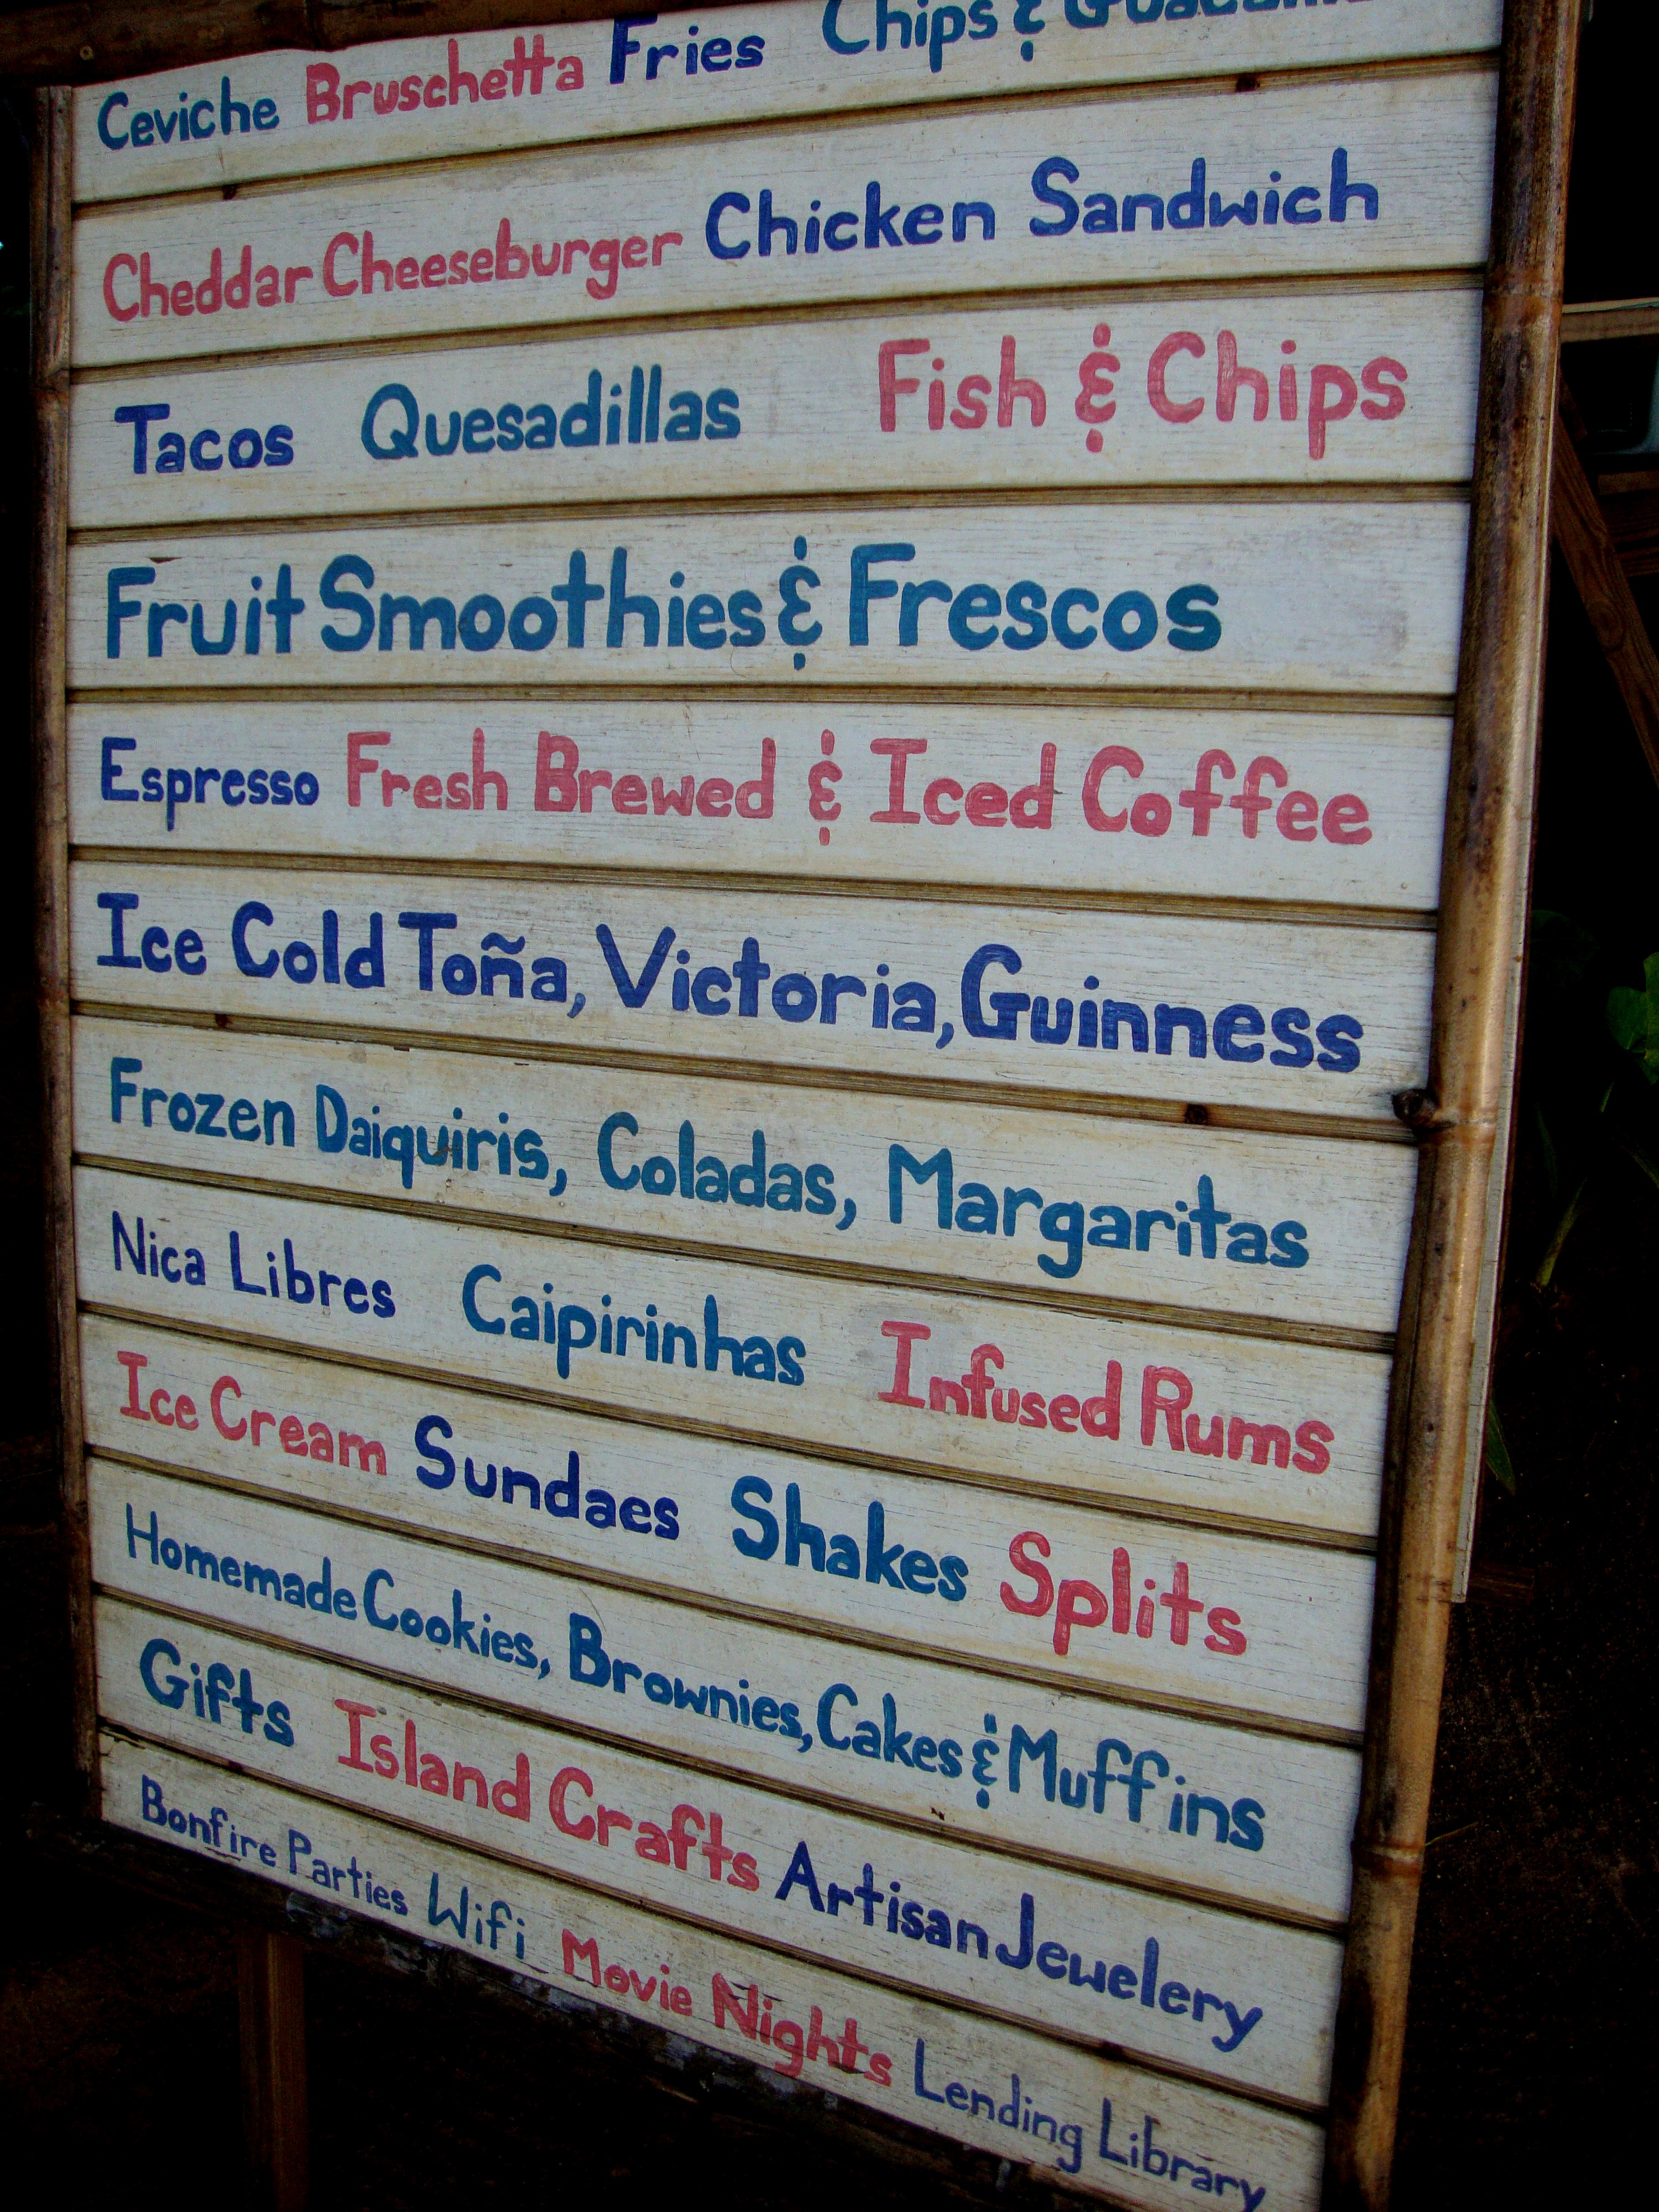 Ceviche Bruschetta Fries Chips &
Cheddar Cheeseburger Chicken Sandwich
Tacos Quesadillas Fish & Chips
Fruit Smoothies & Frescos
Espresso Fresh Brewed & Iced Coffee
Ice Cold Toña, Victoria, Guinness
Frozen Daiquiris, Coladas, Margaritas
Nica Libres Caipirinhas Infused Rums
Ice Cream Sundaes Shakes Splits
Homemade Cookies, Brownies, Cakes & Muffins
Gifts Island Crafts Artisan Jewelery
Bonfire Parties Wifi Movie Nights Lending Library